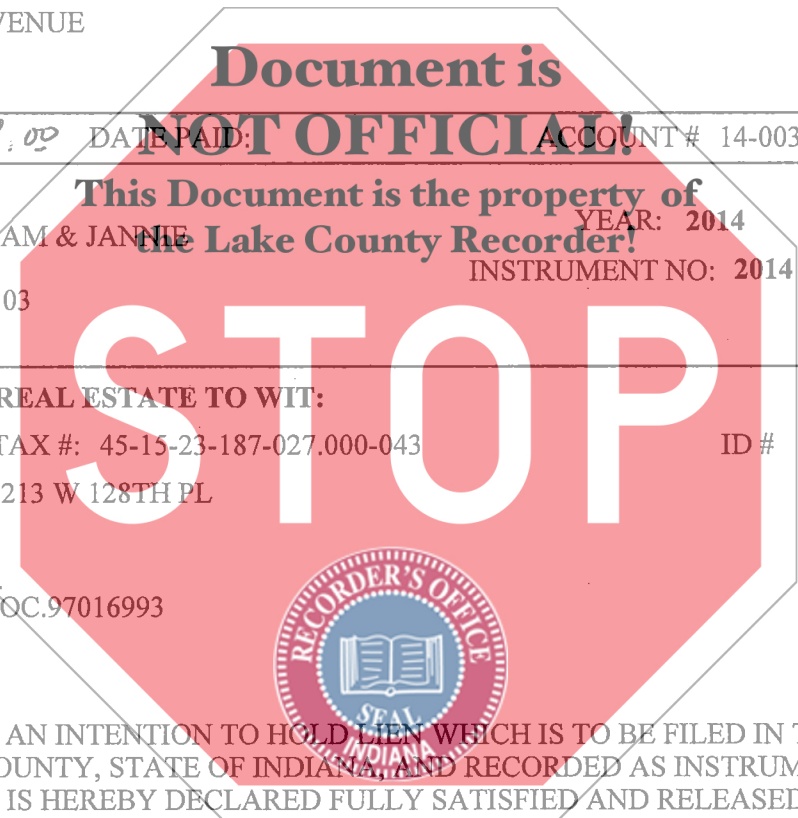 VENUE
Document is
.00 DATE PAID: ACCOUNT # 14-003
NOT OFFICIAL!
This Document is the property of
YEAR: 2014
AM & JANNIE
the Lake County Recorder!
INSTRUMENT NO: 2014
03
STOP
REAL ESTATE TO WIT:
TAX #: 45-15-23-187-027.000-043 ID #
213 W 128TH PL
OC.97016993
RECORDER'S OFFICE
SEAL
INDIANA
AN INTENTION TO HOLD LIEN WHICH IS TO BE FILED IN
OUNTY, STATE OF INDIANA, AND RECORDED AS INSTRUM
IS HEREBY DECLARED FULLY SATISFIED AND RELEASED